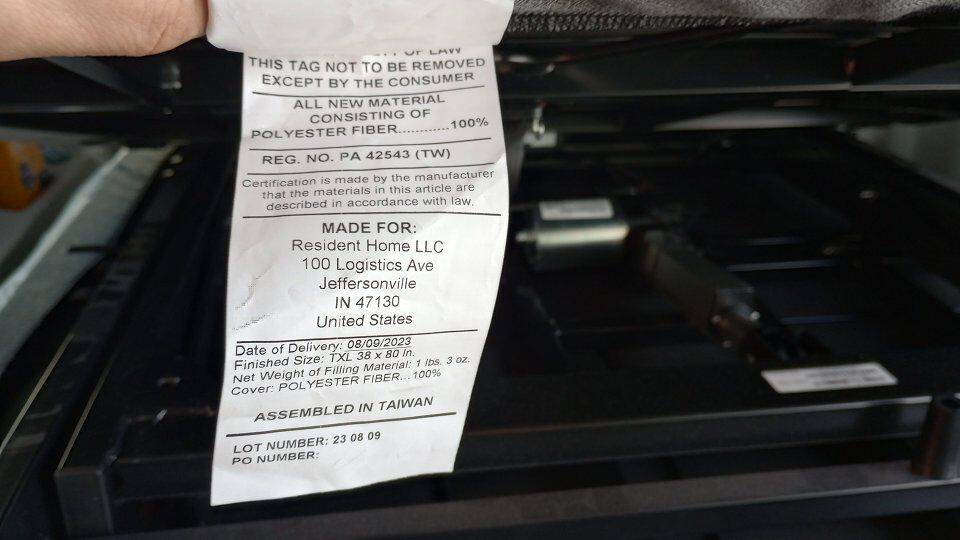 OF LAW
THIS TAG NOT TO BE REMOVED
EXCEPT BY THE CONSUMER
ALL NEW MATERIAL
CONSISTING OF
POLYESTER FIBER............100%
REG. NO. PA 42543 (TW)
Certification is made by the manufacturer
that the materials in this article are
described in accordance with law.
MADE FOR:
Resident Home LLC
100 Logistics Ave
Jeffersonville
IN 47130
United States
Date of Delivery: 08/09/2023
Finished Size: TXL 38 x 80 In.
Net Weight of Filling Material: 1 lbs. 3 oz.
Cover: POLYESTER FIBER...100%
ASSEMBLED IN TAIWAN
LOT NUMBER: 23 08 09
PO NUMBER: